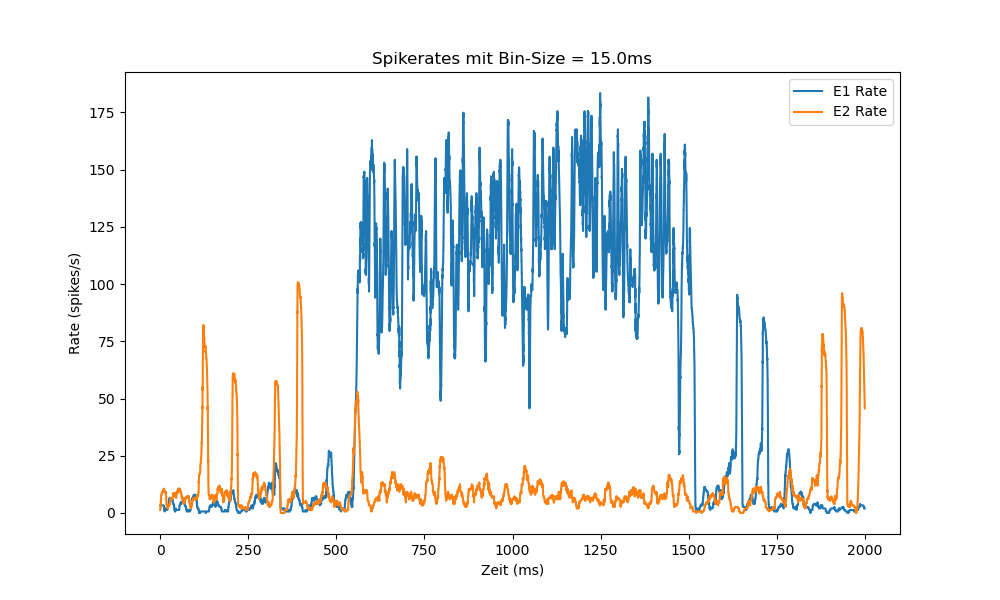 Spikerates mit Bin-Size = 15.0ms
E1 Rate
E2 Rate
175
150
125
100
75
50
25
0
Rate (spikes/s)
0 250 500 750 1000 1250 1500 1750 2000
Zeit (ms)